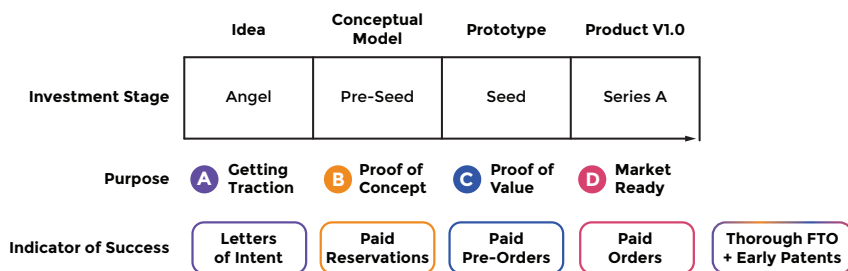 Idea
Conceptual
Model
Prototype
Product V1.0
Investment Stage
Angel
Pre-Seed
Seed
Series A
Purpose
A
Getting
Traction
B
Proof of
Concept
C
Proof of
Value
D
Market
Ready
Indicator of Success
Letters
of Intent
Paid
Reservations
Paid
Pre-Orders
Paid
Orders
Thorough FTO
+ Early Patents